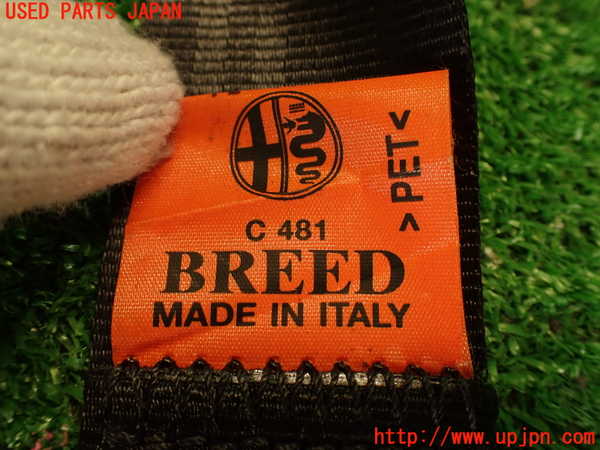 USED PARTS JAPAN
>PET<
C 481
BREED
MADE IN ITALY
http://www.upjpn.com/